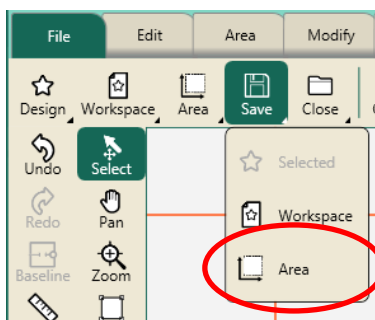 File Edit Area Modify
Design Workspace Area Save Close
Undo Select
Selected
Redo Pan
Workspace
Baseline Zoom
Area